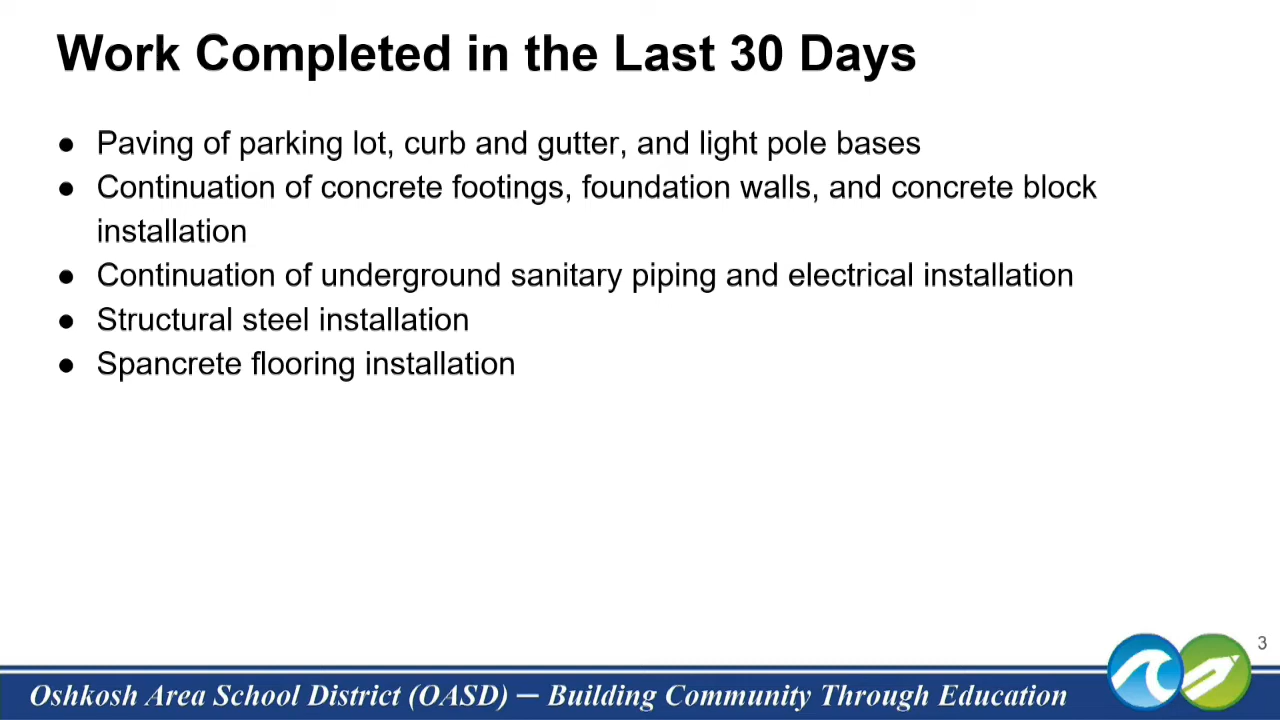 Work Completed in the Last 30 Days
● Paving of parking lot, curb and gutter, and light pole bases
● Continuation of concrete footings, foundation walls, and concrete block
installation
● Continuation of underground sanitary piping and electrical installation
● Structural steel installation
● Spancrete flooring installation
3
Oshkosh Area School District (OASD) — Building Community Through Education